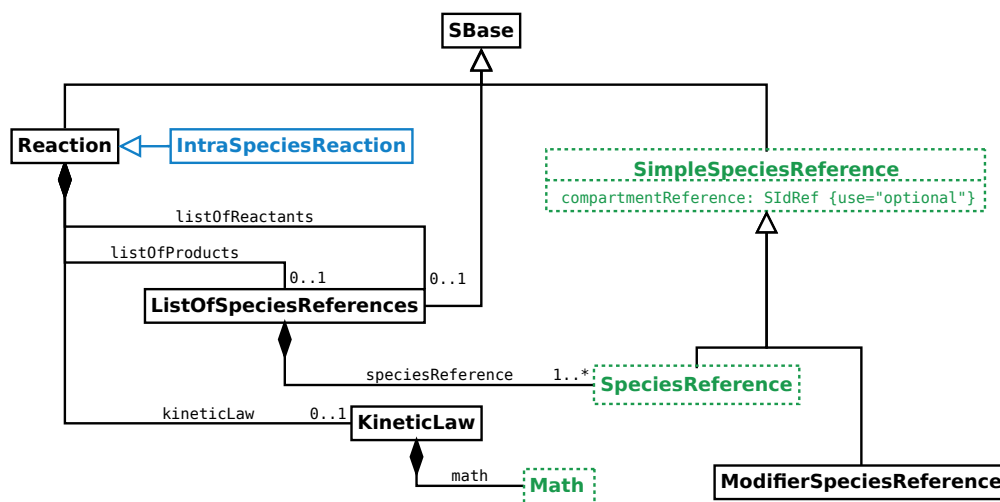 SBase
Reaction
IntraSpeciesReaction
SimpleSpeciesReference
compartmentReference: SIdRef {use="optional"}
listOfReactants
listOfProducts
0..1
0..1
ListOfSpeciesReferences
speciesReference
1..*
SpeciesReference
kineticLaw
0..1
KineticLaw
math
Math
ModifierSpeciesReference